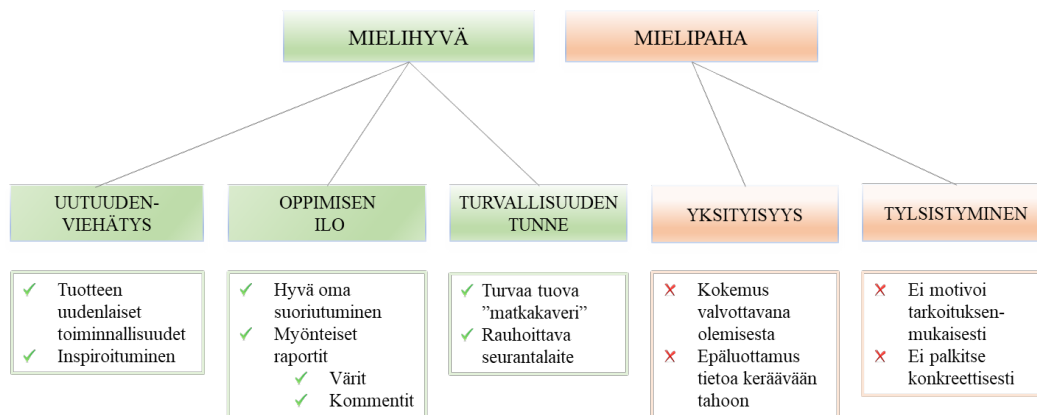 MIELIHYVÄ
MIELIPAHA
UUTUUDEN-
VIEHÄTYS
OPPIMISEN
ILO
TURVALLISUUDEN
TUNNE
YKSITYISYYS
TYLSISTYMINEN
Tuotteen
uudenlaiset
toiminnallisuudet
Inspiroituminen
Hyvä oma
suoriutuminen
Myönteiset
raportit
Värit
Kommentit
Turvaa tuova
”matkakaveri”
Rauhoittava
seurantalaite
Kokemus
valvottavana
olemisesta
Epäluottamus
tietoa keräävään
tahoon
Ei motivoi
tarkoituksen-
mukaisesti
Ei palkitse
konkreettisesti